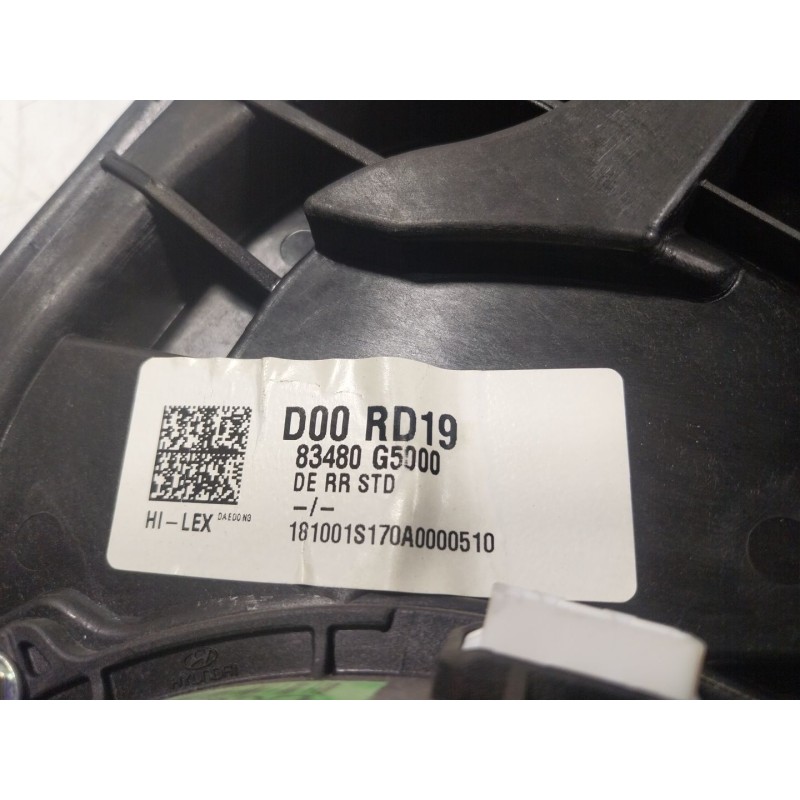 D00 RD19
83480 G5000
DE RR STD
-/-
HI-LEX DAEDONG
181001S170A0000510